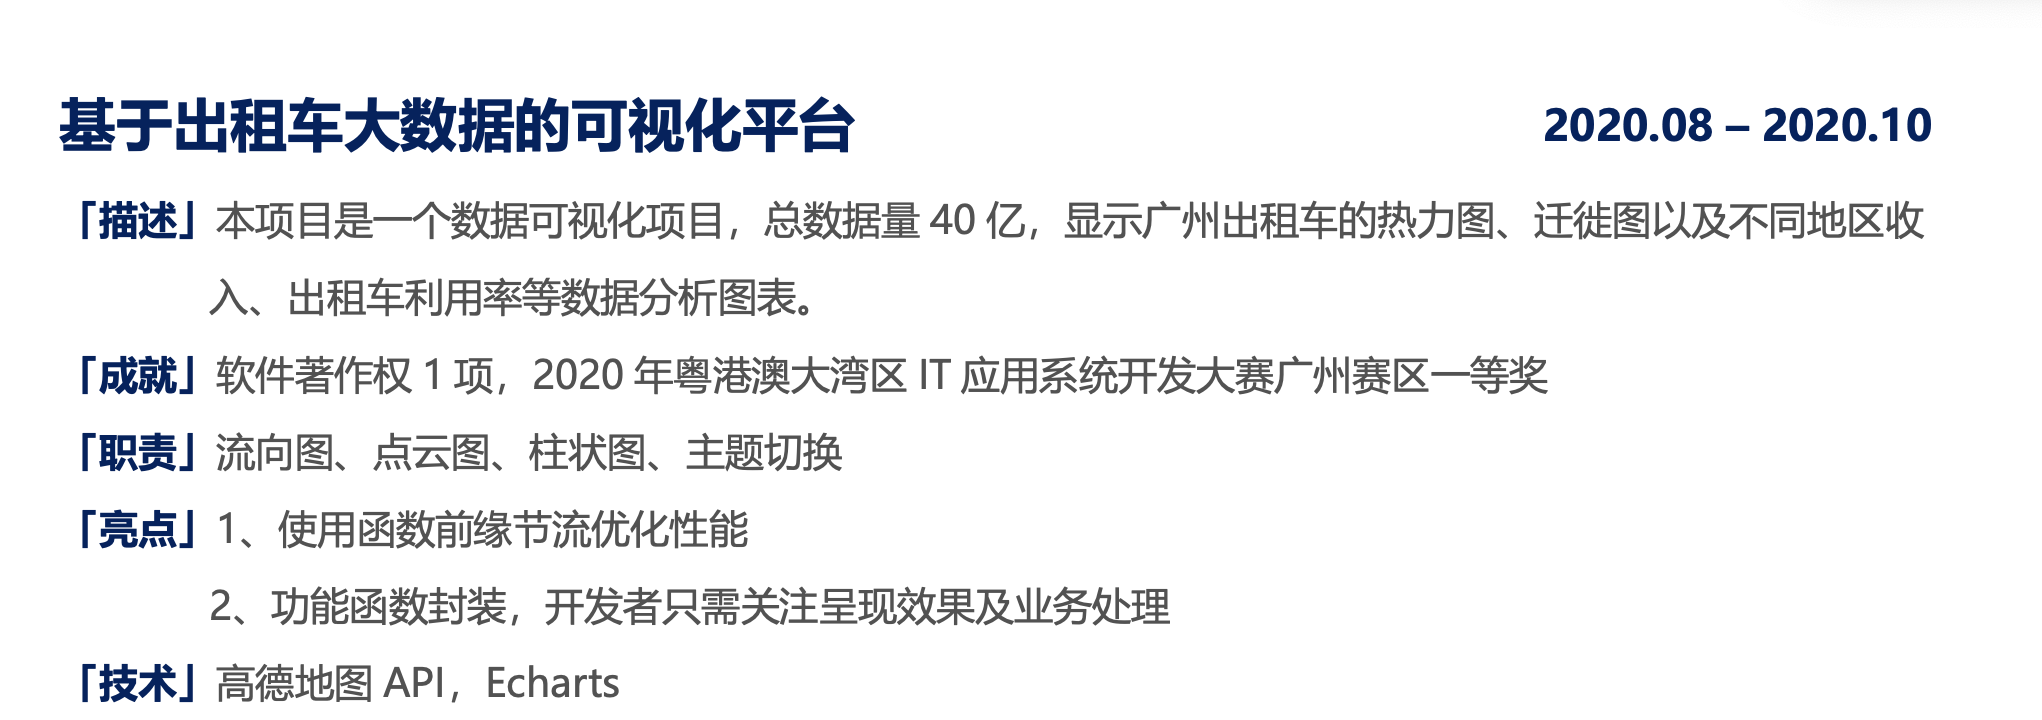 基于出租车大数据的可视化平台 2020.08 – 2020.10
「描述」本项目是一个数据可视化项目，总数据量 40 亿，显示广州出租车的热力图、迁徙图以及不同地区收
入、出租车利用率等数据分析图表。
「成就」软件著作权 1 项，2020 年粤港澳大湾区 IT 应用系统开发大赛广州赛区一等奖
「职责」流向图、点云图、柱状图、主题切换
「亮点」1、使用函数前缘节流优化性能
2、功能函数封装，开发者只需关注呈现效果及业务处理
「技术」高德地图 API，Echarts